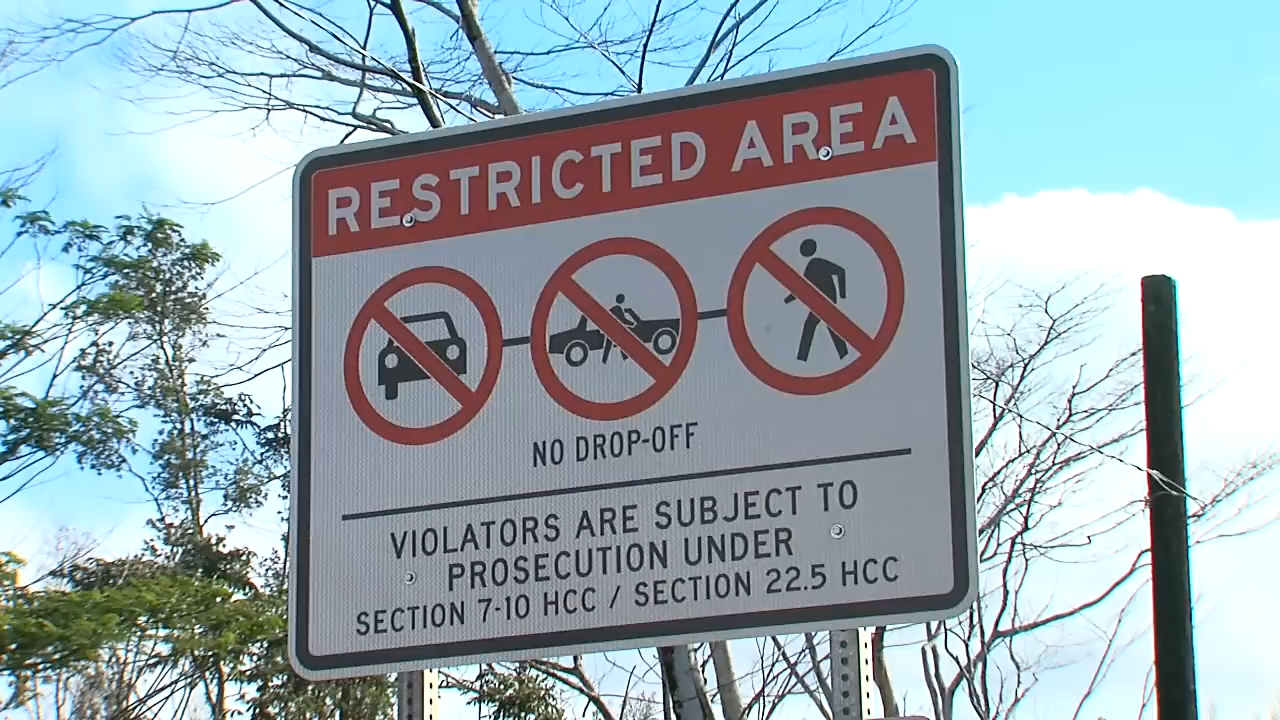 RESTRICTED AREA
NO DROP-OFF
VIOLATORS ARE SUBJECT TO
PROSECUTION UNDER
SECTION 7-10 HCC / SECTION 22.5 HCC